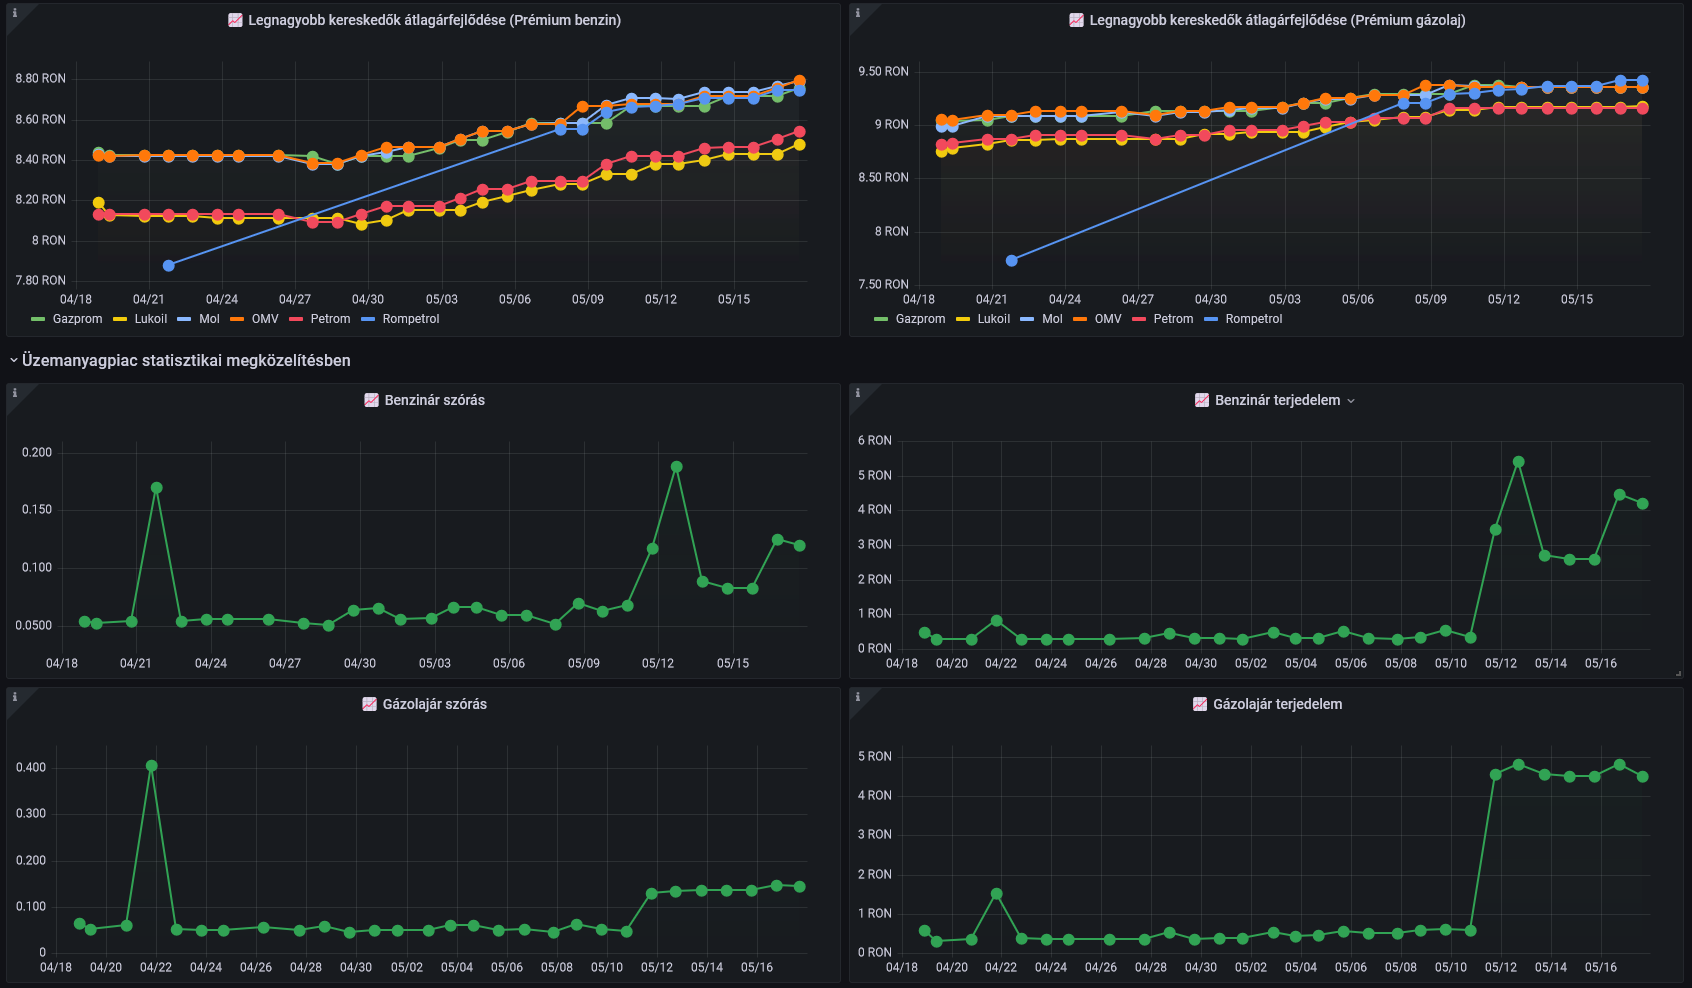 Legnagyobb kereskedők átlagárfejlődése (Prémium benzin)
8.80 RON
8.60 RON
8.40 RON
8.20 RON
8 RON
7.80 RON
04/18 04/21 04/24 04/27 04/30 05/03 05/06 05/09 05/12 05/15
Gazprom Lukoil Mol OMV Petrom Rompetrol
Legnagyobb kereskedők átlagárfejlődése (Prémium gázolaj)
9.50 RON
9 RON
8.50 RON
8 RON
7.50 RON
04/18 04/21 04/24 04/27 04/30 05/03 05/06 05/09 05/12 05/15
Gazprom Lukoil Mol OMV Petrom Rompetrol
Üzemanyagpiac statisztikai megközelítésben
Benzinár szórás
0.200
0.150
0.100
0.0500
04/18 04/21 04/24 04/27 04/30 05/03 05/06 05/09 05/12 05/15
Benzinár terjedelem
6 RON
5 RON
4 RON
3 RON
2 RON
1 RON
0 RON
04/18 04/20 04/22 04/24 04/26 04/28 04/30 05/02 05/04 05/06 05/08 05/10 05/12 05/14 05/16
Gázolajár szórás
0.400
0.300
0.200
0.100
0
04/18 04/20 04/22 04/24 04/26 04/28 04/30 05/02 05/04 05/06 05/08 05/10 05/12 05/14 05/16
Gázolajár terjedelem
5 RON
4 RON
3 RON
2 RON
1 RON
0 RON
04/18 04/20 04/22 04/24 04/26 04/28 04/30 05/02 05/04 05/06 05/08 05/10 05/12 05/14 05/16